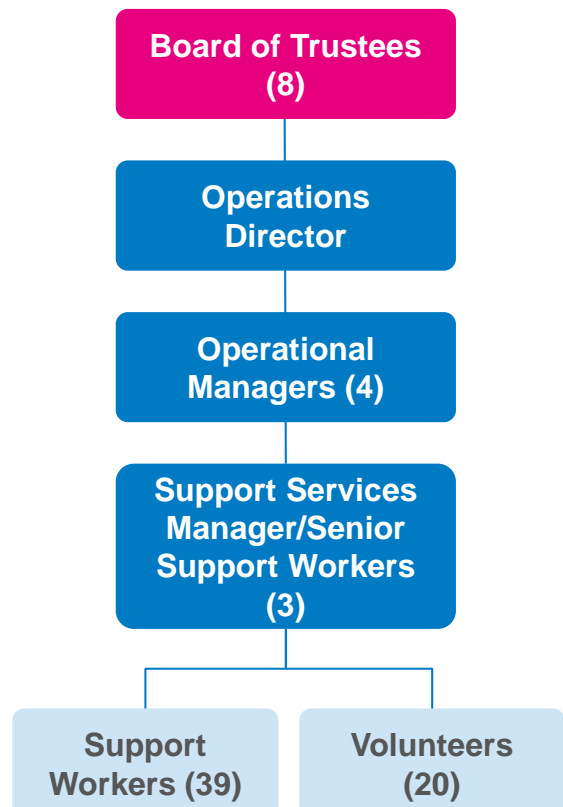 Board of Trustees
(8)
Operations
Director
Operational
Managers (4)
Support Services
Manager/Senior
Support Workers
(3)
Support
Workers (39)
Volunteers
(20)